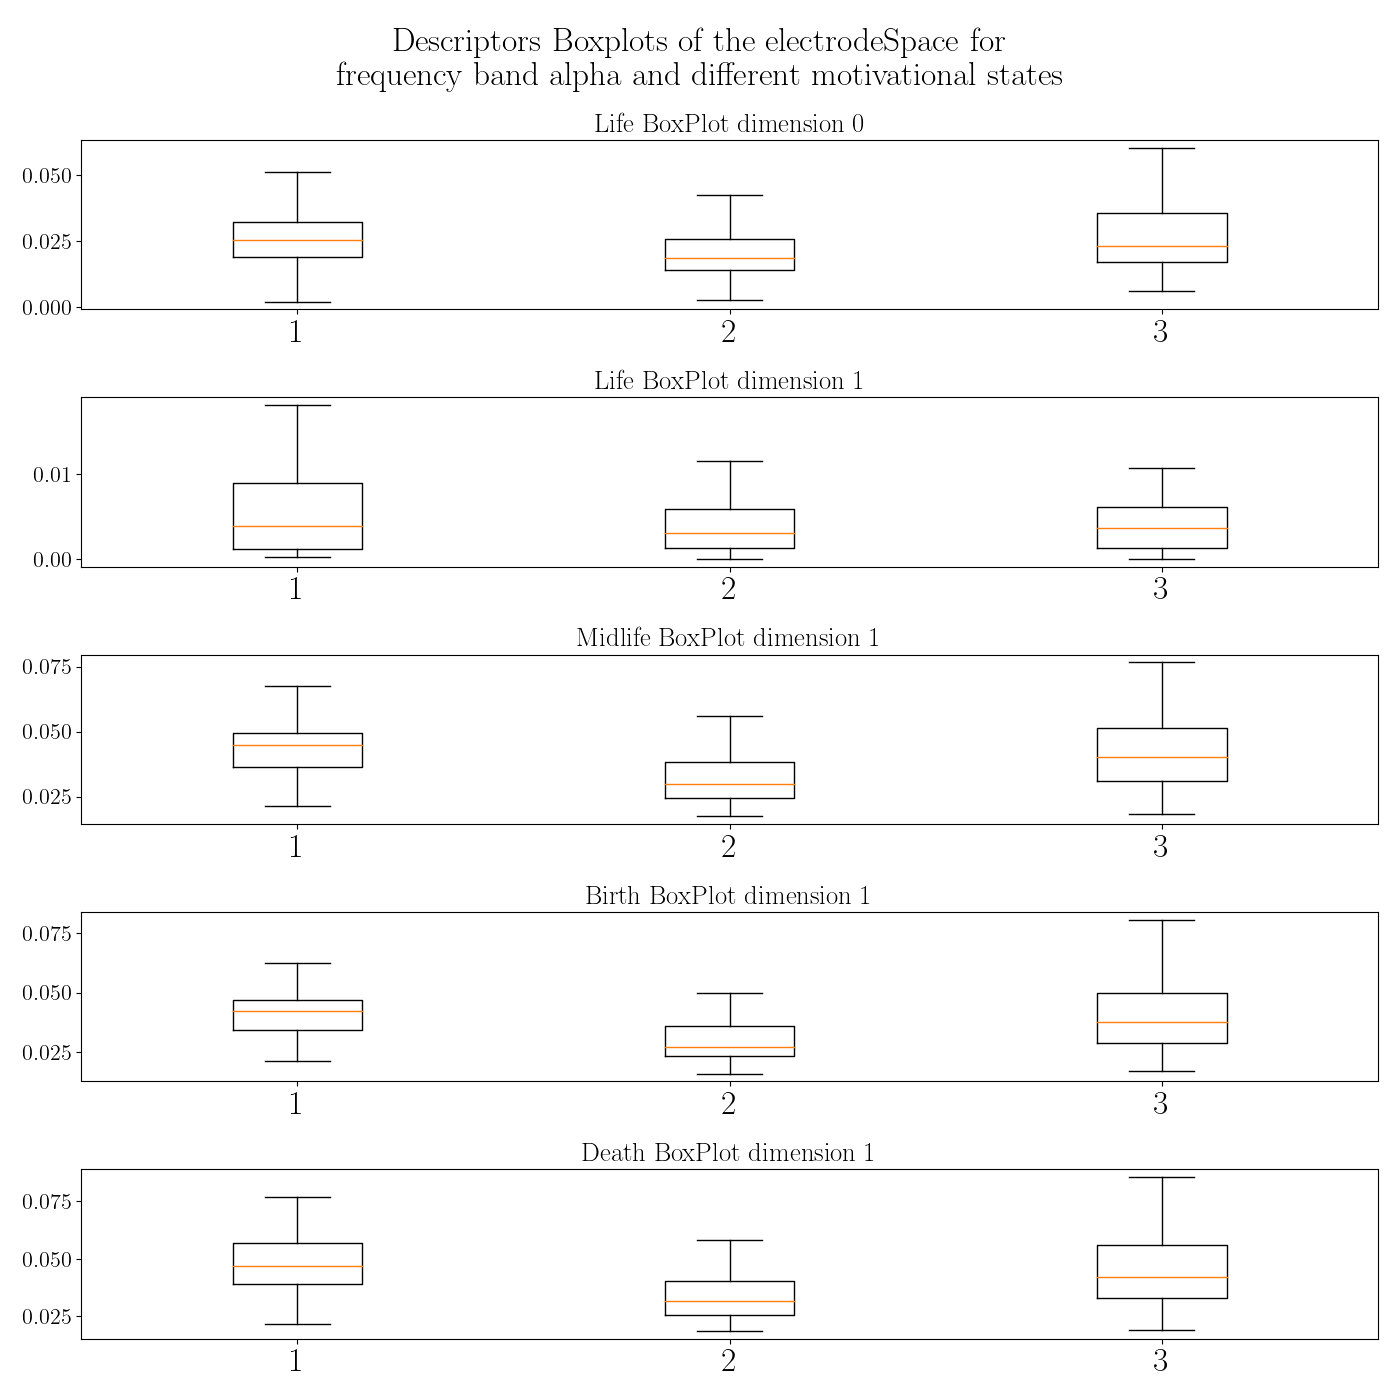 Descriptors Boxplots of the electrodeSpace for
frequency band alpha and different motivational states
Life BoxPlot dimension 0
0.050
0.025
0.000
1 2 3
Life BoxPlot dimension 1
0.01
0.00
1 2 3
Midlife BoxPlot dimension 1
0.075
0.050
0.025
1 2 3
Birth BoxPlot dimension 1
0.075
0.050
0.025
1 2 3
Death BoxPlot dimension 1
0.075
0.050
0.025
1 2 3